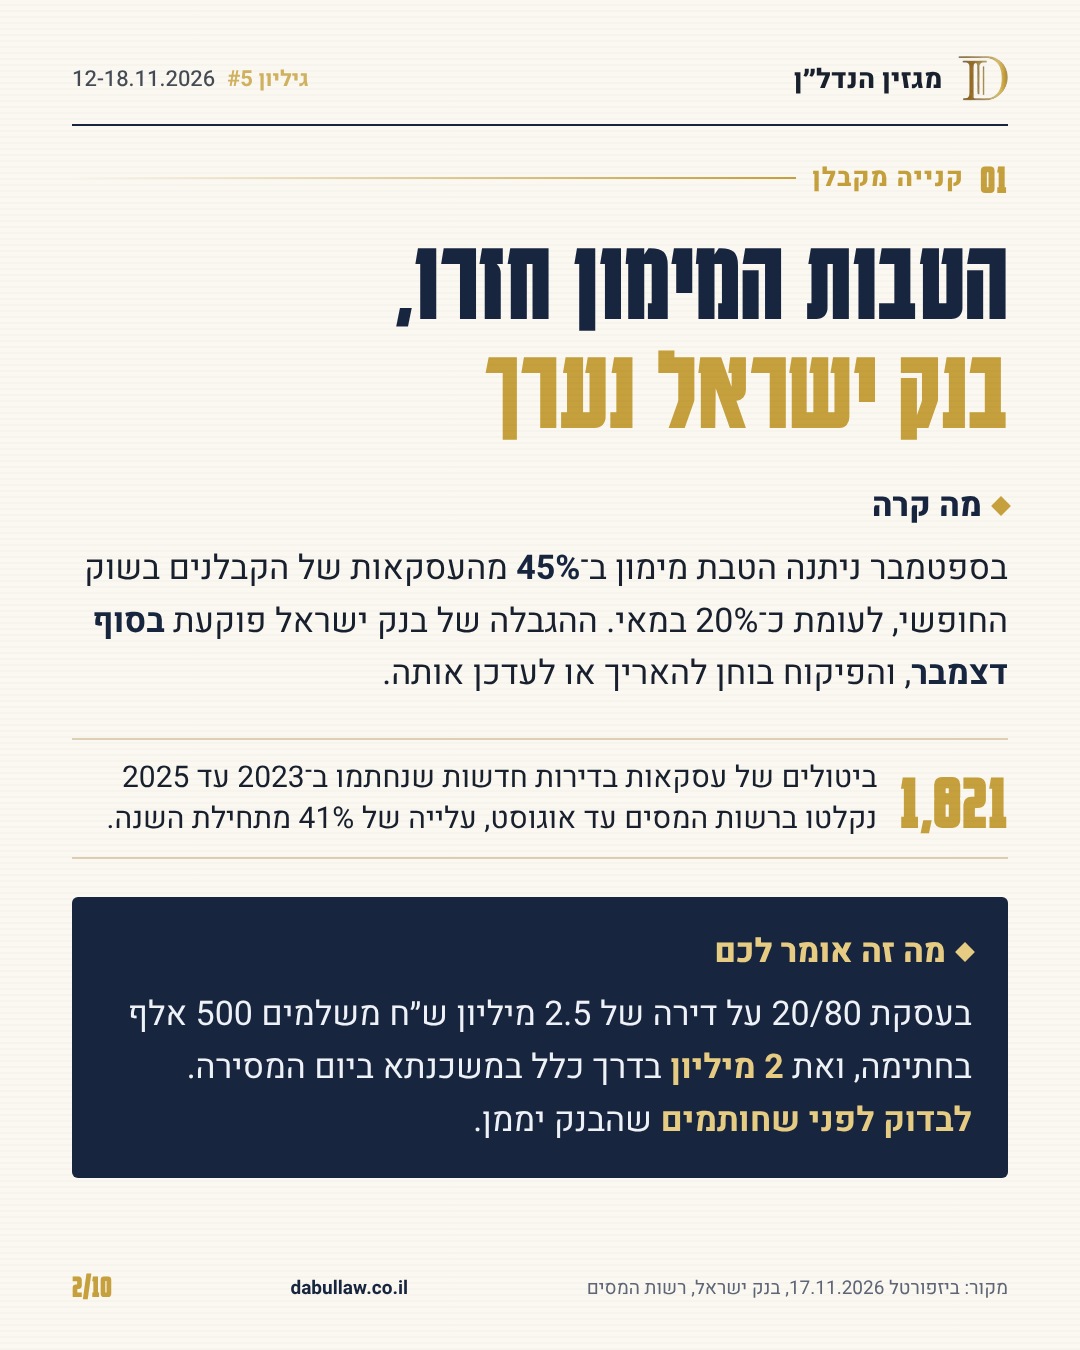 מגזין הנדל״ן
גיליון #5 12-18.11.2026
01 קנייה מקבלן
הטבות המימון חזרו,
בנק ישראל נערך
מה קרה
בספטמבר ניתנה הטבת מימון ב־45% מהעסקאות של הקבלנים בשוק
החופשי, לעומת כ־20% במאי. ההגבלה של בנק ישראל פוקעת בסוף
דצמבר, והפיקוח בוחן להאריך או לעדכן אותה.
1,821
ביטולים של עסקאות בדירות חדשות שנחתמו ב־2023 עד 2025
נקלטו ברשות המסים עד אוגוסט, עלייה של 41% מתחילת השנה.
מה זה אומר לכם
בעסקת 20/80 על דירה של 2.5 מיליון ש״ח משלמים 500 אלף
בחתימה, ואת 2 מיליון בדרך כלל במשכנתא ביום המסירה.
לבדוק לפני שחותמים שהבנק יממן.
מקור: ביזפורטל 17.11.2026, בנק ישראל, רשות המסים
dabullaw.co.il
2/10